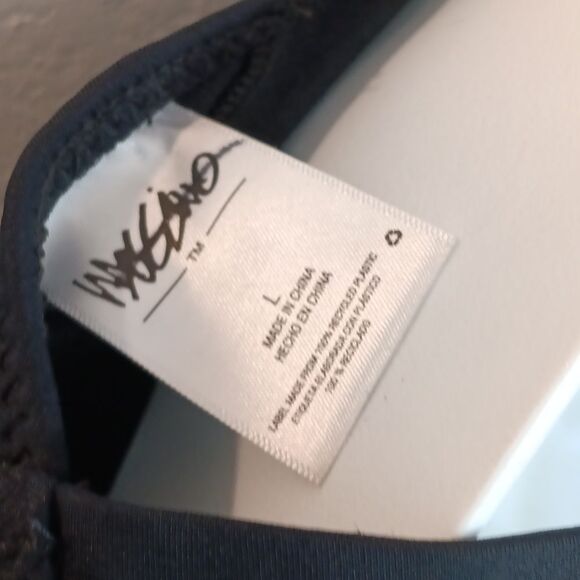 MOSSIMO
TM
L
MADE IN CHINA
HECHO EN CHINA
LABEL MADE FROM 100% RECYCLED PLASTIC
ETIQUETA ELABORADA CON PLASTICO
100 % RECICLADO